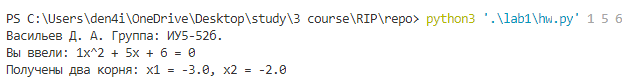 PS C:\Users\den4i\OneDrive\Desktop\study\3 course\RIP\repo> python3 '.\lab1\hw.py' 1 5 6
Васильев Д. А. Группа: ИУ5-52б.
Вы ввели: 1x^2 + 5x + 6 = 0
Получены два корня: x1 = -3.0, x2 = -2.0